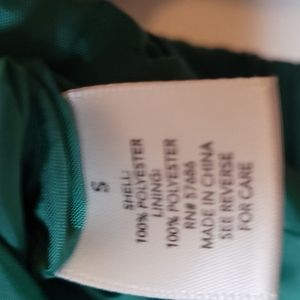 S
SHELL:
100% POLYESTER
LINING:
100% POLYESTER
RN# 57686
MADE IN CHINA
SEE REVERSE
FOR CARE